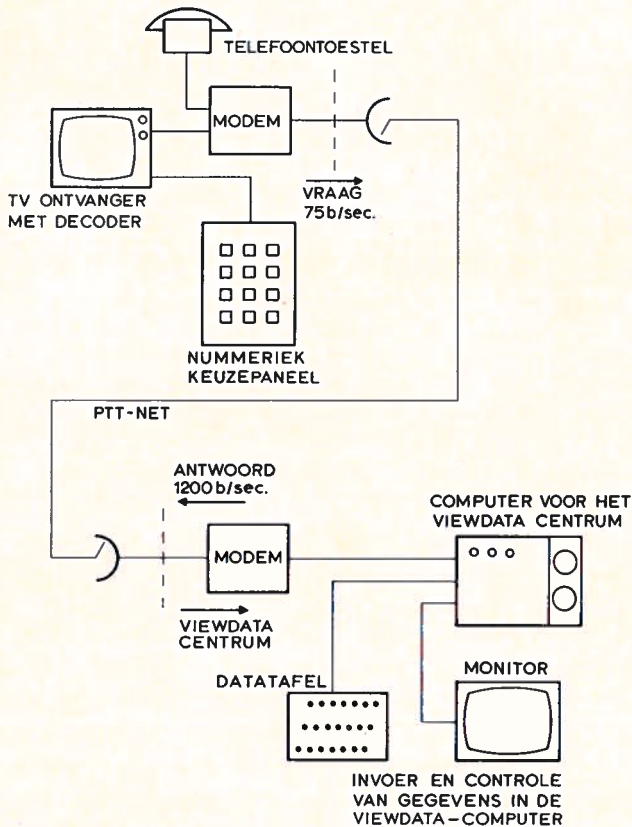 TELEFOONTOESTEL
MODEM
TV ONTVANGER
MET DECODER
VRAAG
75 b/sec.
NUMMERIEK
KEUZEPANEEL
PTT-NET
ANTWOORD
1200 b/sec.
MODEM
VIEWDATA
CENTRUM
COMPUTER VOOR HET
VIEWDATA CENTRUM
DATATAFEL
MONITOR
INVOER EN CONTROLE
VAN GEGEVENS IN DE
VIEWDATA-COMPUTER